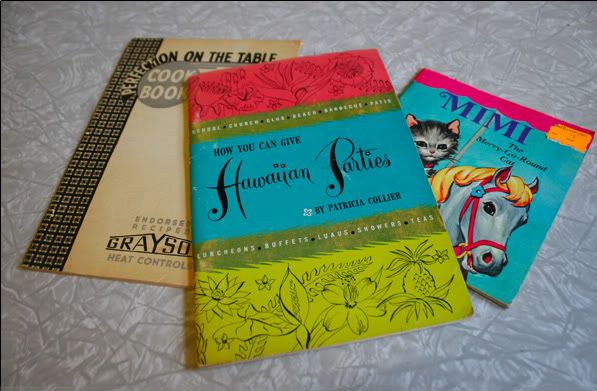 PERFECTION ON THE TABLE
COOK
BOOK
ENDORSED
RECIPES
GRAYSO
HEAT CONTROLS
SCHOOL • CHURCH • CLUB • BEACH • BARBECUE • PATIO
HOW YOU CAN GIVE
Hawaiian Parties
BY PATRICIA COLLIER
LUNCHEONS • BUFFETS • LUAUS • SHOWERS • TEAS
MIMI
The
Merry-Go-Round
Cat